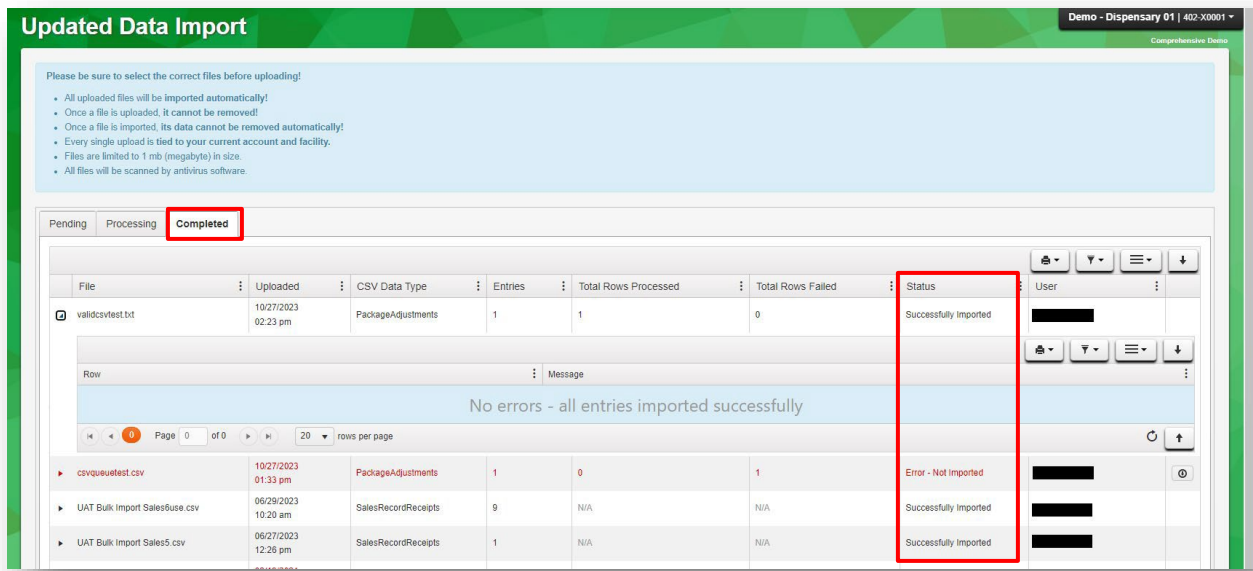 Updated Data Import
Demo - Dispensary 01 | 402-X0001
Comprehensive Demo
Please be sure to select the correct files before uploading!
All uploaded files will be imported automatically!
Once a file is uploaded, it cannot be removed!
Once a file is imported, its data cannot be removed automatically!
Every single upload is tied to your current account and facility.
Files are limited to 1 mb (megabyte) in size.
All files will be scanned by antivirus software.
Pending Processing Completed
File Uploaded CSV Data Type Entries Total Rows Processed Total Rows Failed Status User
validcsvtest.txt 10/27/2023 02:23 pm PackageAdjustments 1 1 0 Successfully Imported
Row Message
No errors - all entries imported successfully
0 Page 0 of 0 20 rows per page
csvqueuetest.csv 10/27/2023 01:33 pm PackageAdjustments 1 0 1 Error - Not Imported
UAT Bulk Import Sales6use.csv 06/29/2023 10:20 am SalesRecordReceipts 9 N/A N/A Successfully Imported
UAT Bulk Import Sales5.csv 06/27/2023 12:26 pm SalesRecordReceipts 1 N/A N/A Successfully Imported